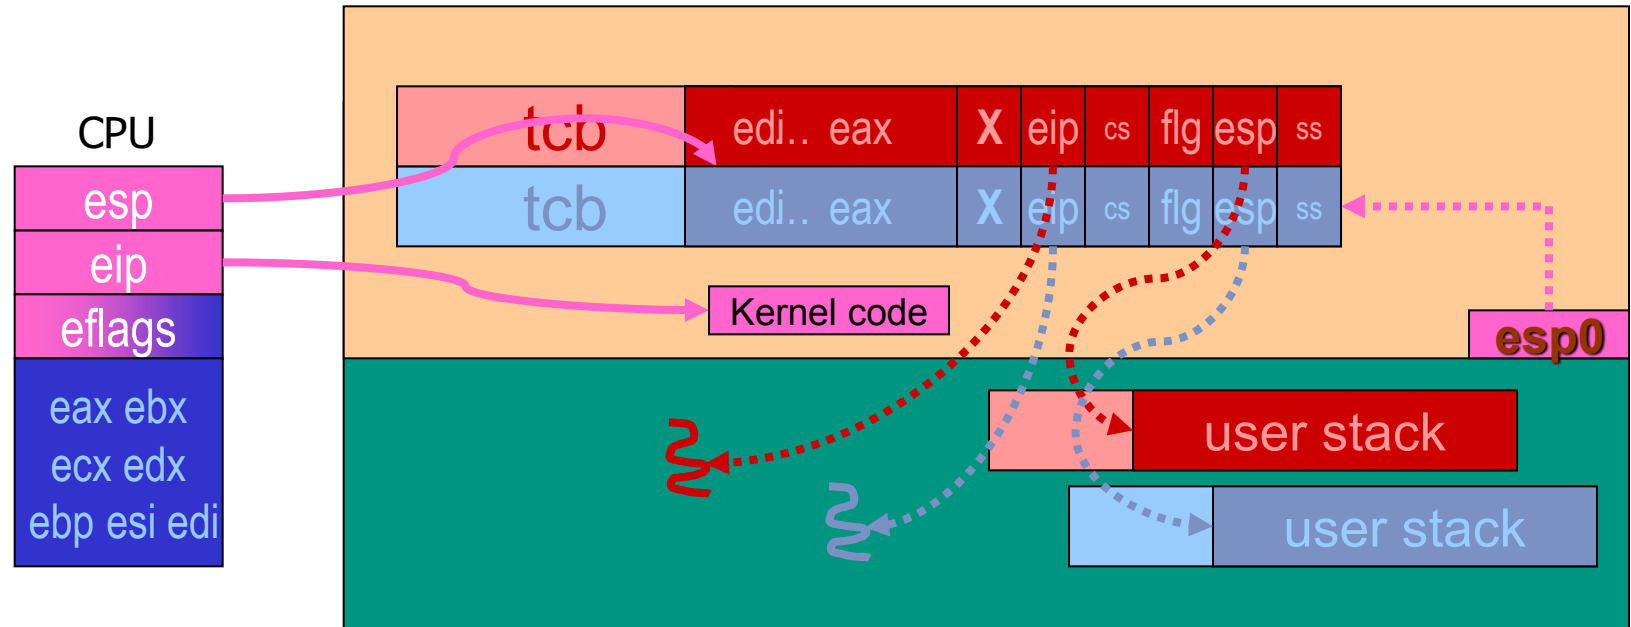 CPU
esp
eip
eflags
eax ebx
ecx edx
ebp esi edi
tcb edi.. eax X eip cs flg esp ss
tcb edi.. eax X eip cs flg esp ss
Kernel code
esp0
user stack
user stack